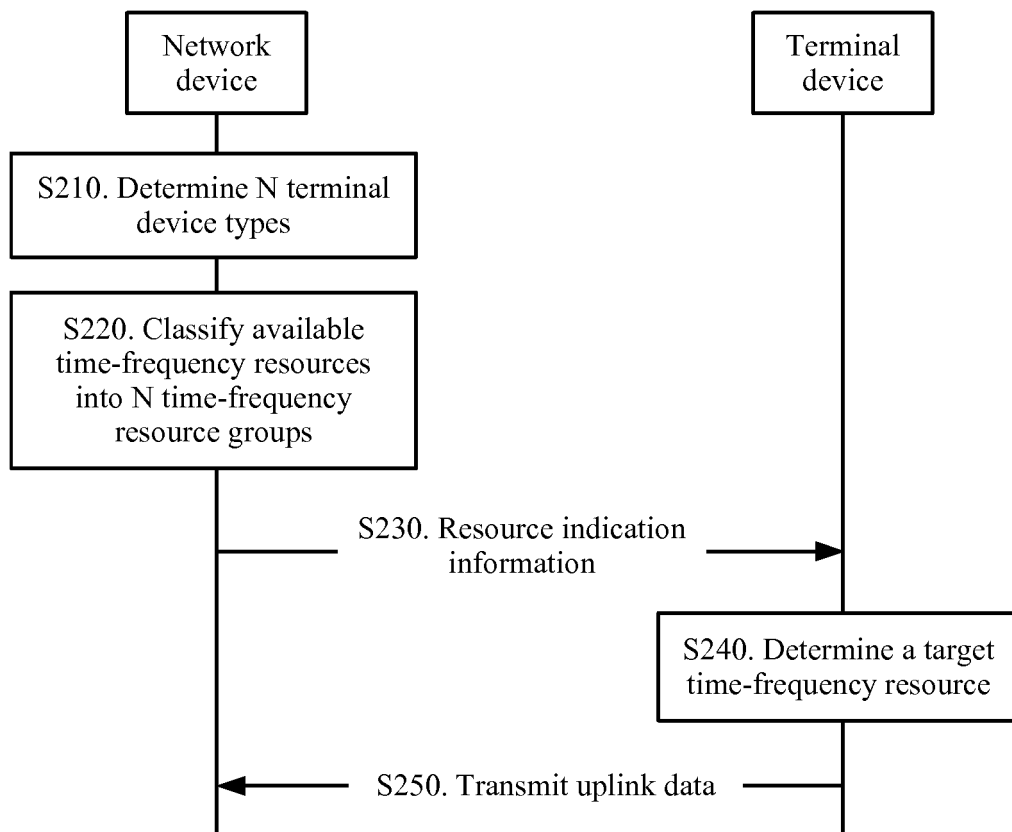 Network
device
Terminal
device
S210. Determine N terminal
device types
S220. Classify available
time-frequency resources
into N time-frequency
resource groups
S230. Resource indication
information
S240. Determine a target
time-frequency resource
S250. Transmit uplink data